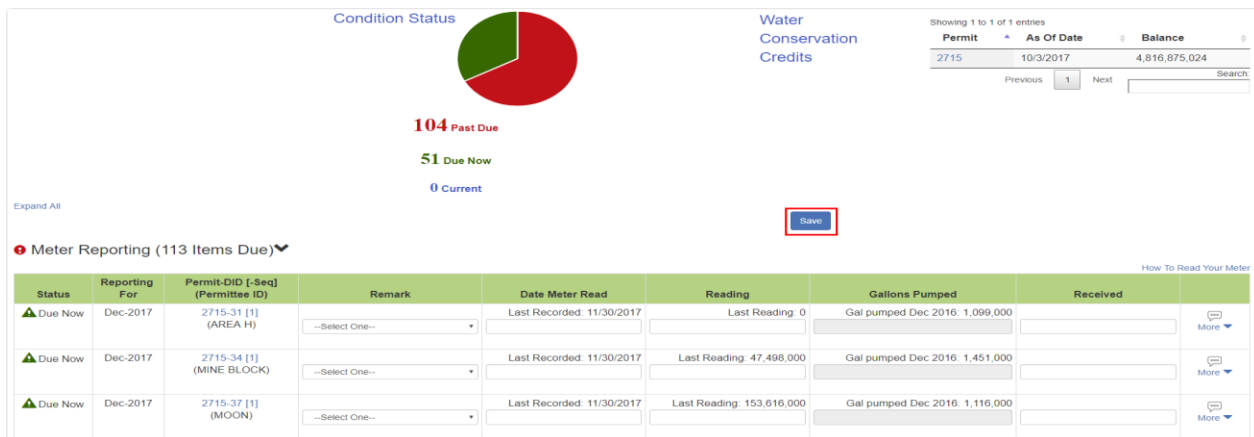 Condition Status
104 Past Due
51 Due Now
0 Current
Water
Conservation
Credits
Showing 1 to 1 of 1 entries
Permit As Of Date Balance
2715 10/3/2017 4,816,875,024
Previous 1 Next
Search:
Expand All
Save
Meter Reporting (113 Items Due)
How To Read Your Meter
Status Reporting For Permit-DID [-Seq] (Permittee ID) Remark Date Meter Read Reading Gallons Pumped Received
Due Now Dec-2017 2715-31 [1] Last Recorded: 11/30/2017 Last Reading: 0 Gal pumped Dec 2016: 1,099,000
(AREA H) --Select One-- More
Due Now Dec-2017 2715-34 [1] Last Recorded: 11/30/2017 Last Reading: 47,498,000 Gal pumped Dec 2016: 1,451,000
(MINE BLOCK) --Select One-- More
Due Now Dec-2017 2715-37 [1] Last Recorded: 11/30/2017 Last Reading: 153,616,000 Gal pumped Dec 2016: 1,116,000
(MOON) --Select One-- More